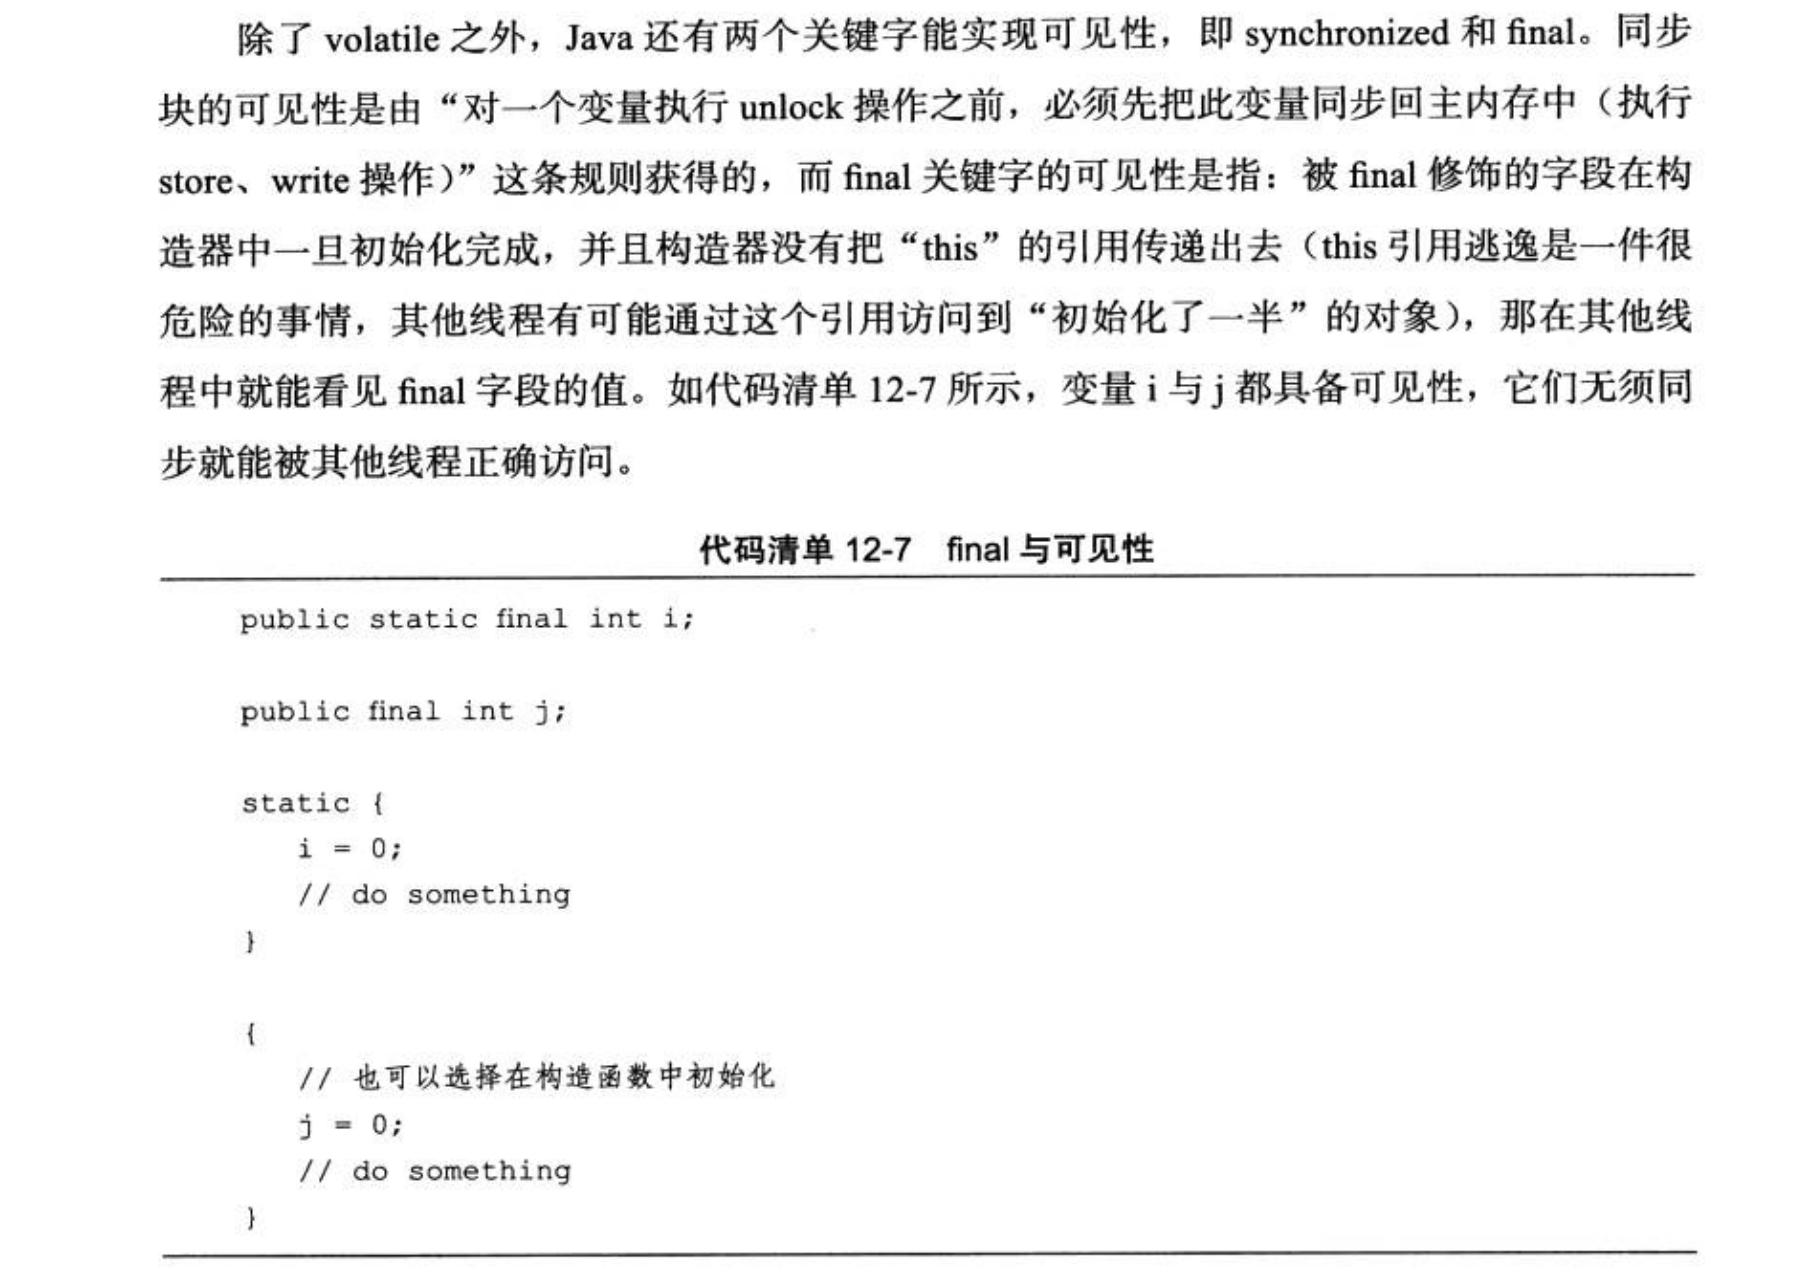 除了 volatile 之外，Java 还有两个关键字能实现可见性，即 synchronized 和 final。同步
块的可见性是由“对一个变量执行 unlock 操作之前，必须先把此变量同步回主内存中（执行
store、write 操作）”这条规则获得的，而 final 关键字的可见性是指：被 final 修饰的字段在构
造器中一旦初始化完成，并且构造器没有把“this”的引用传递出去（this 引用逃逸是一件很
危险的事情，其他线程有可能通过这个引用访问到“初始化了一半”的对象），那在其他线
程中就能看见 final 字段的值。如代码清单 12-7 所示，变量 i 与 j 都具备可见性，它们无须同
步就能被其他线程正确访问。
代码清单 12-7 final 与可见性
public static final int i;
public final int j;
static {
i = 0;
// do something
}
{
// 也可以选择在构造函数中初始化
j = 0;
// do something
}